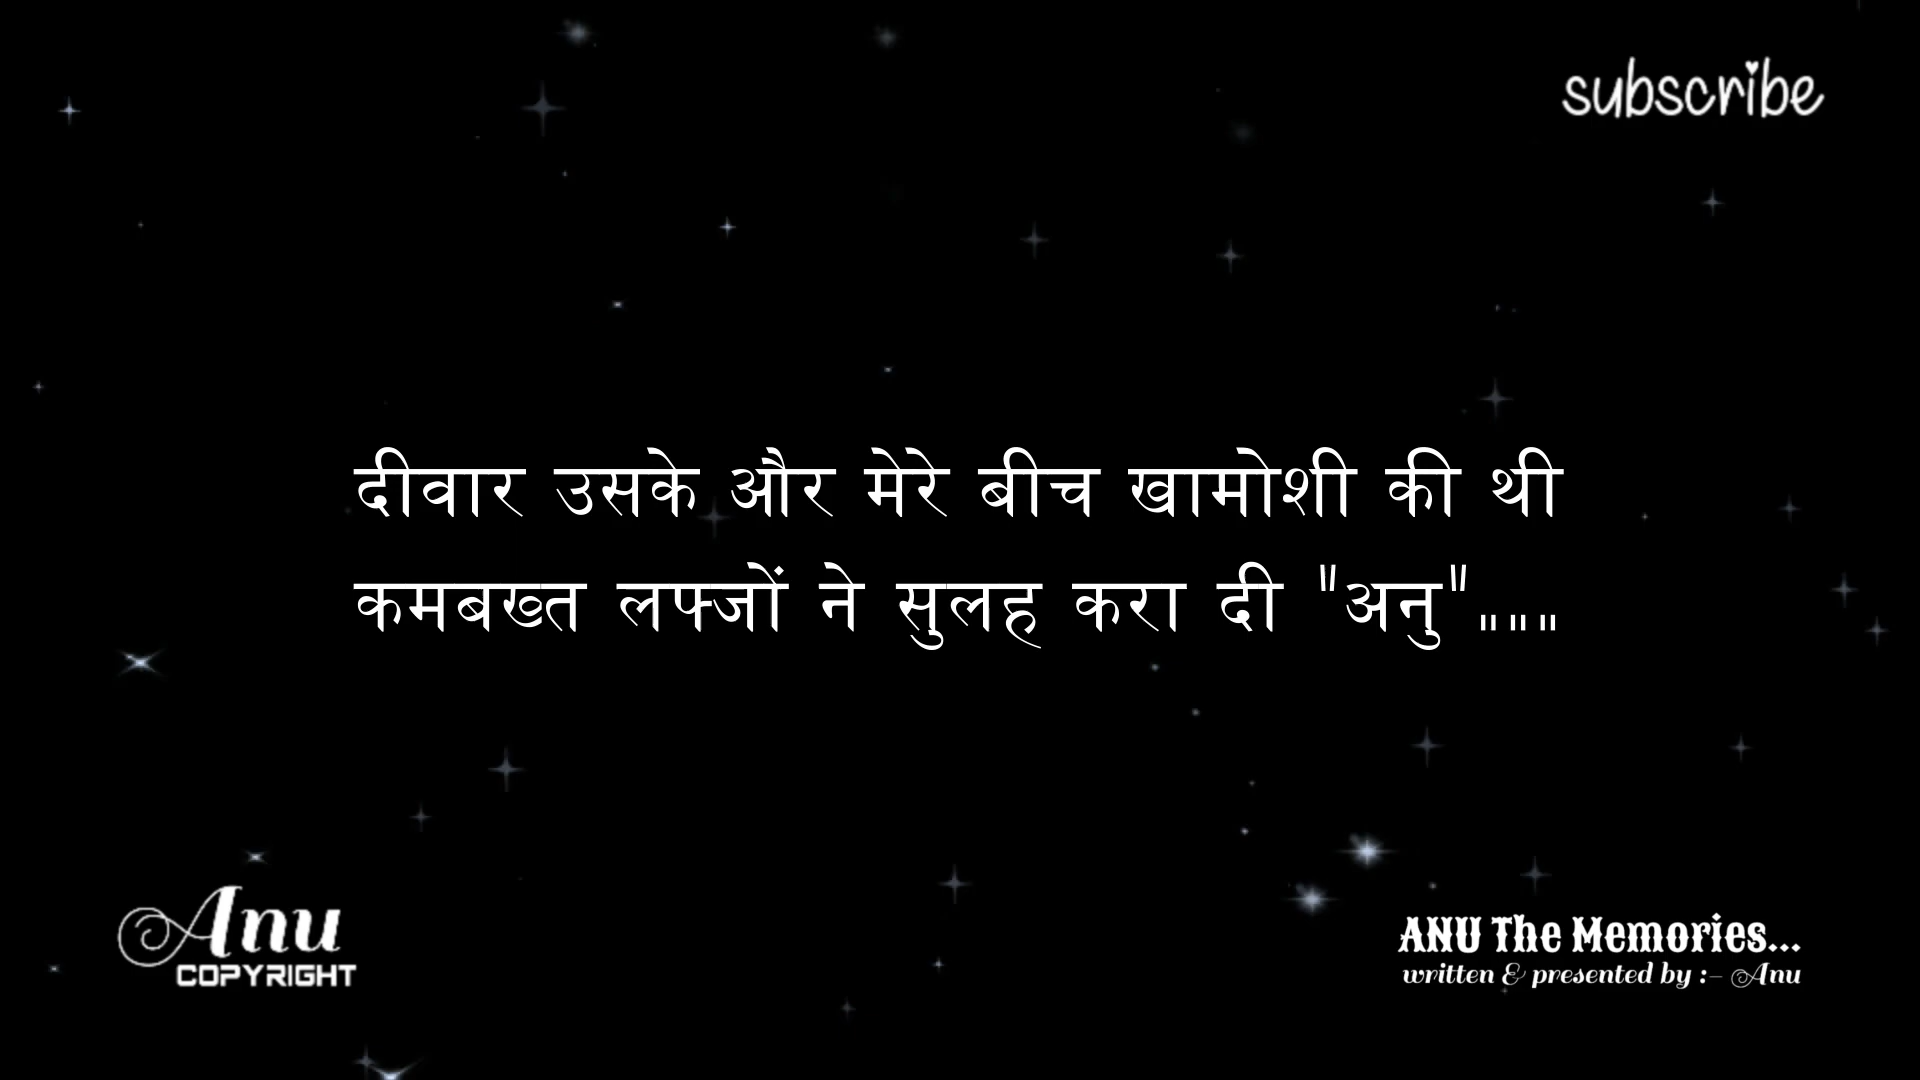 subscribe
दीवार उसके और मेरे बीच खामोशी की थी
कमबख्त लफ्जों ने सुलह करा दी "अनु"„„„
Anu
COPYRIGHT
ANU The Memories...
written & presented by :- Anu